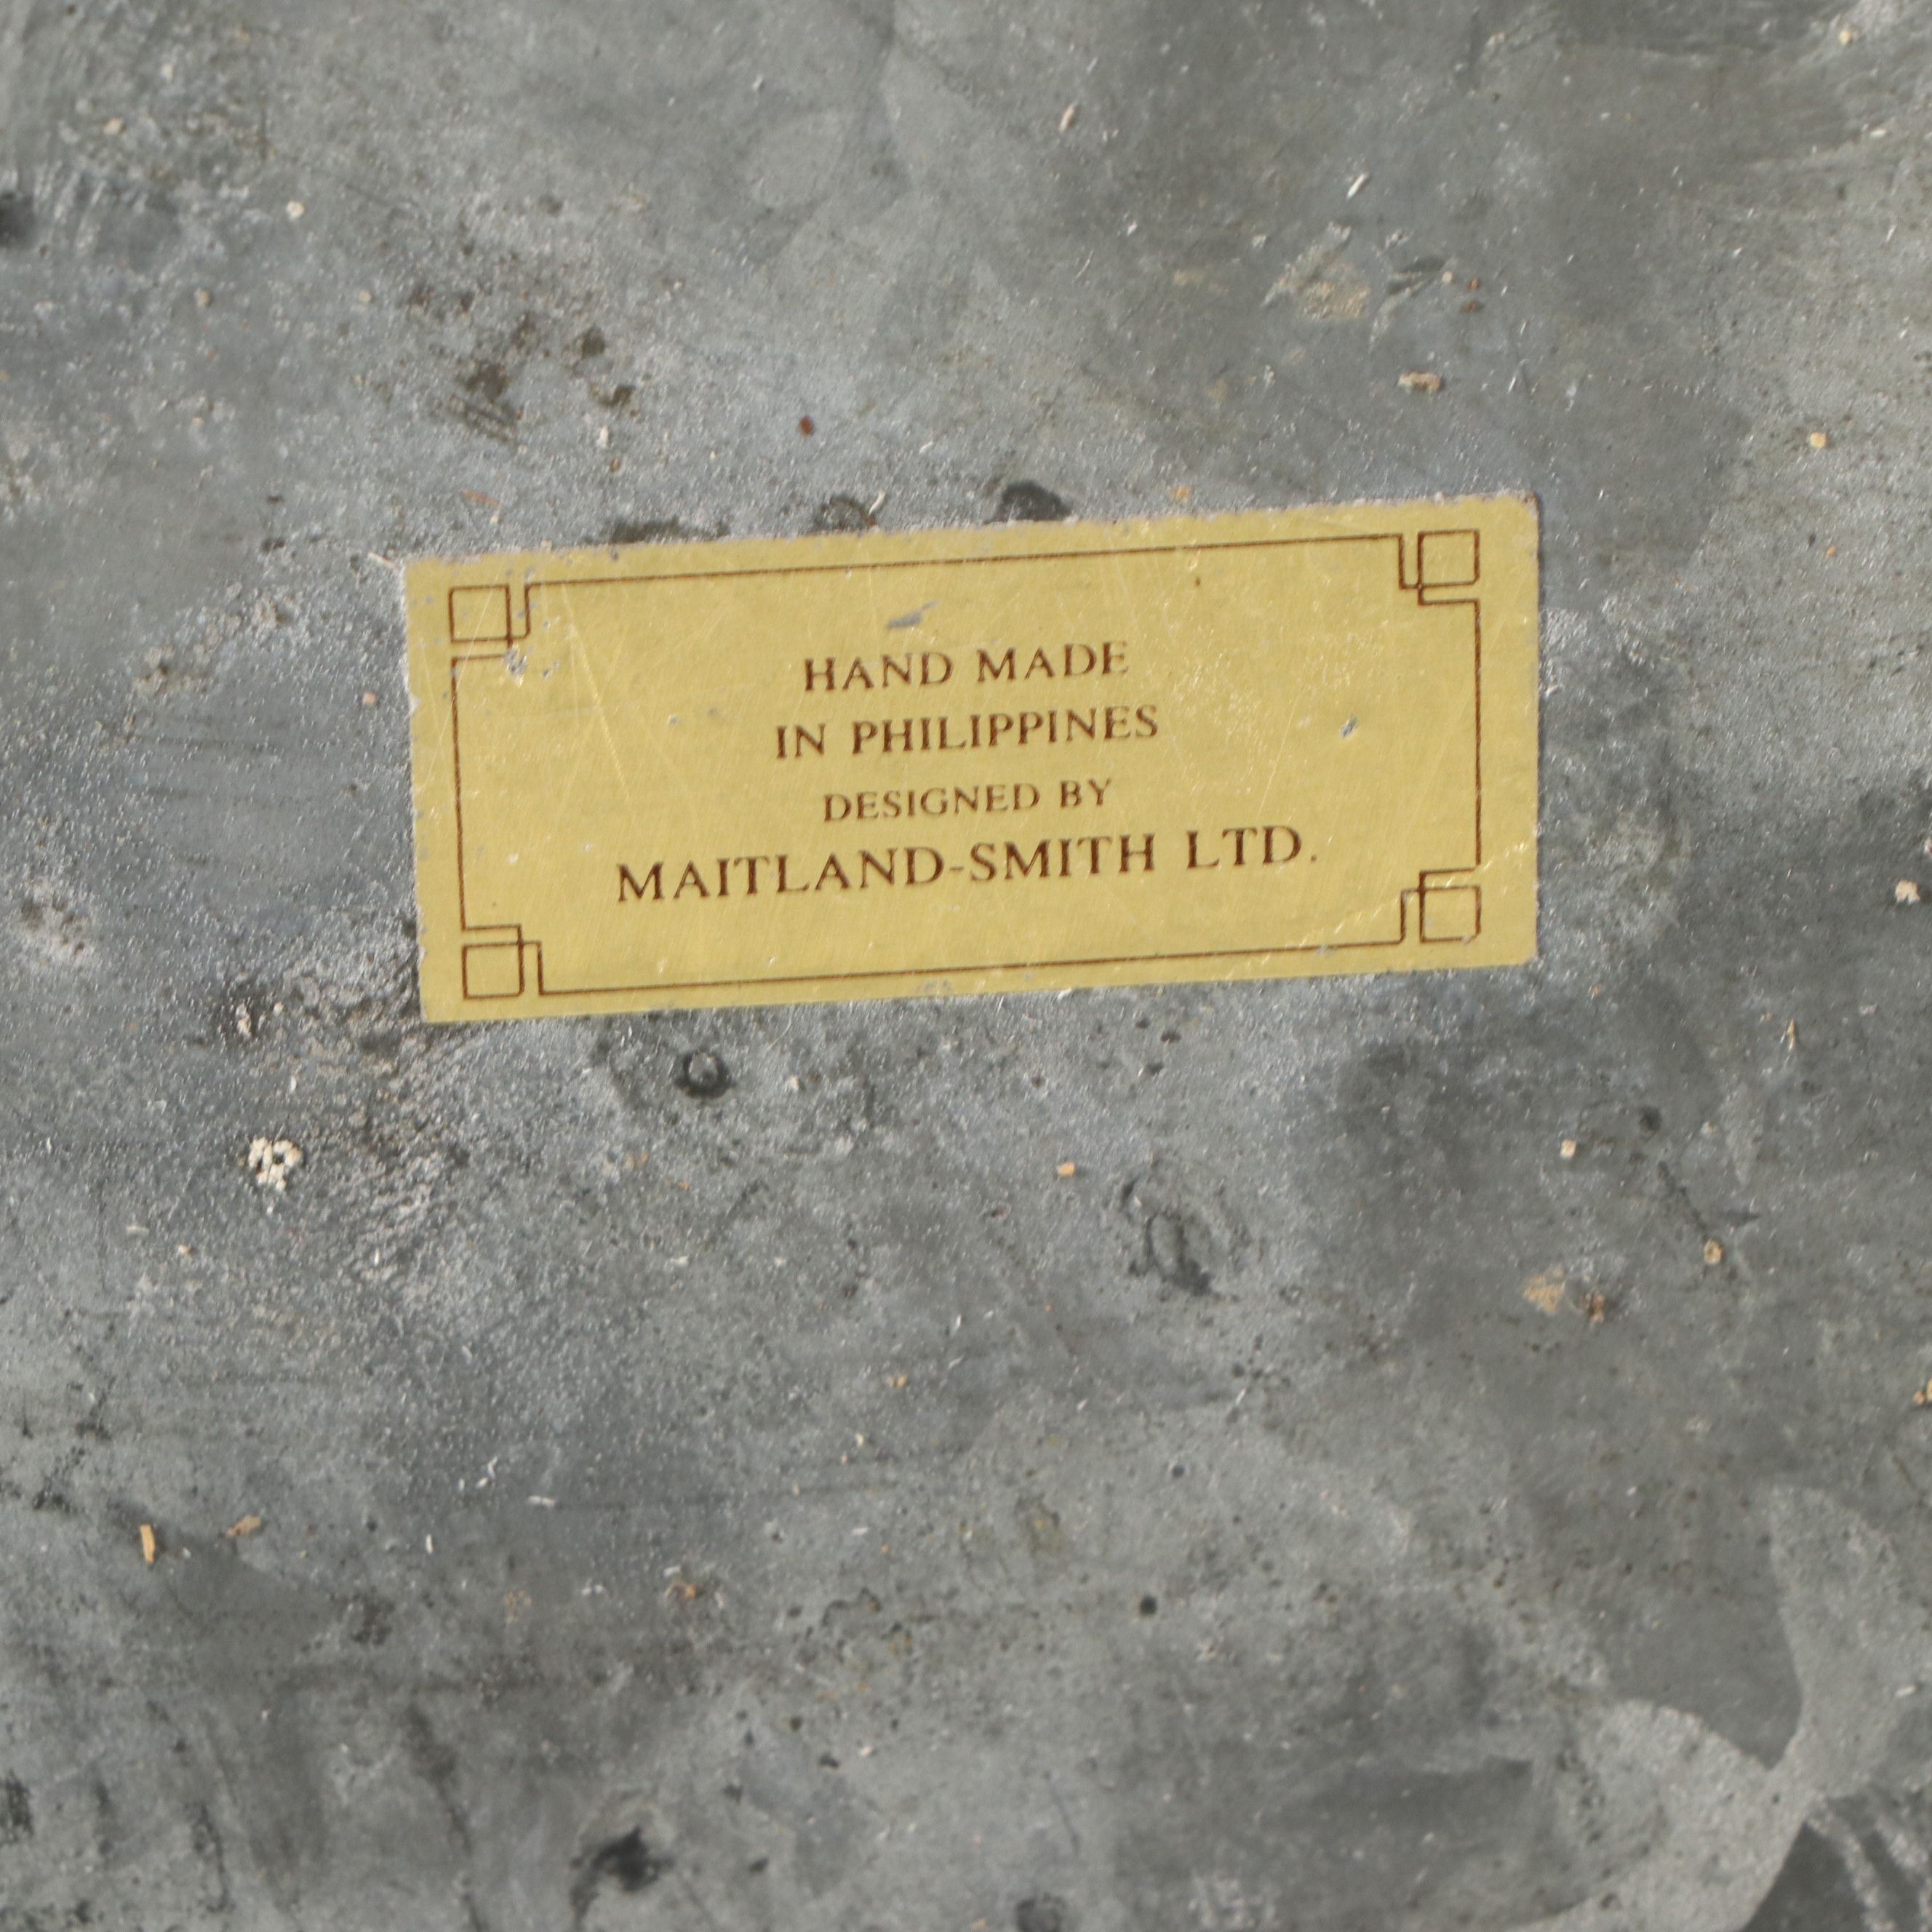 HAND MADE
IN PHILIPPINES
DESIGNED BY
MAITLAND-SMITH LTD.